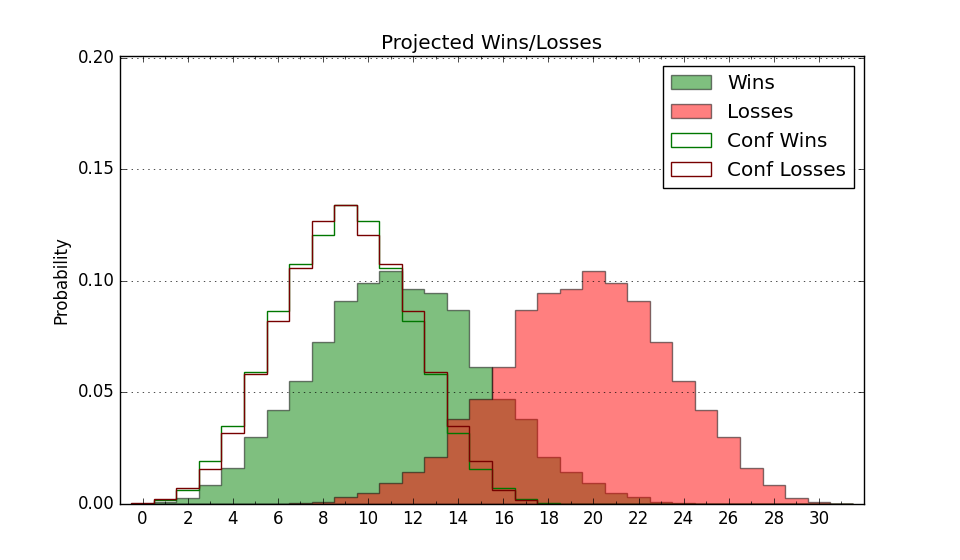 Projected Wins/Losses
0.20
0.15
0.10
0.05
0.00
Probability
Wins
Losses
Conf Wins
Conf Losses
0 2 4 6 8 10 12 14 16 18 20 22 24 26 28 30